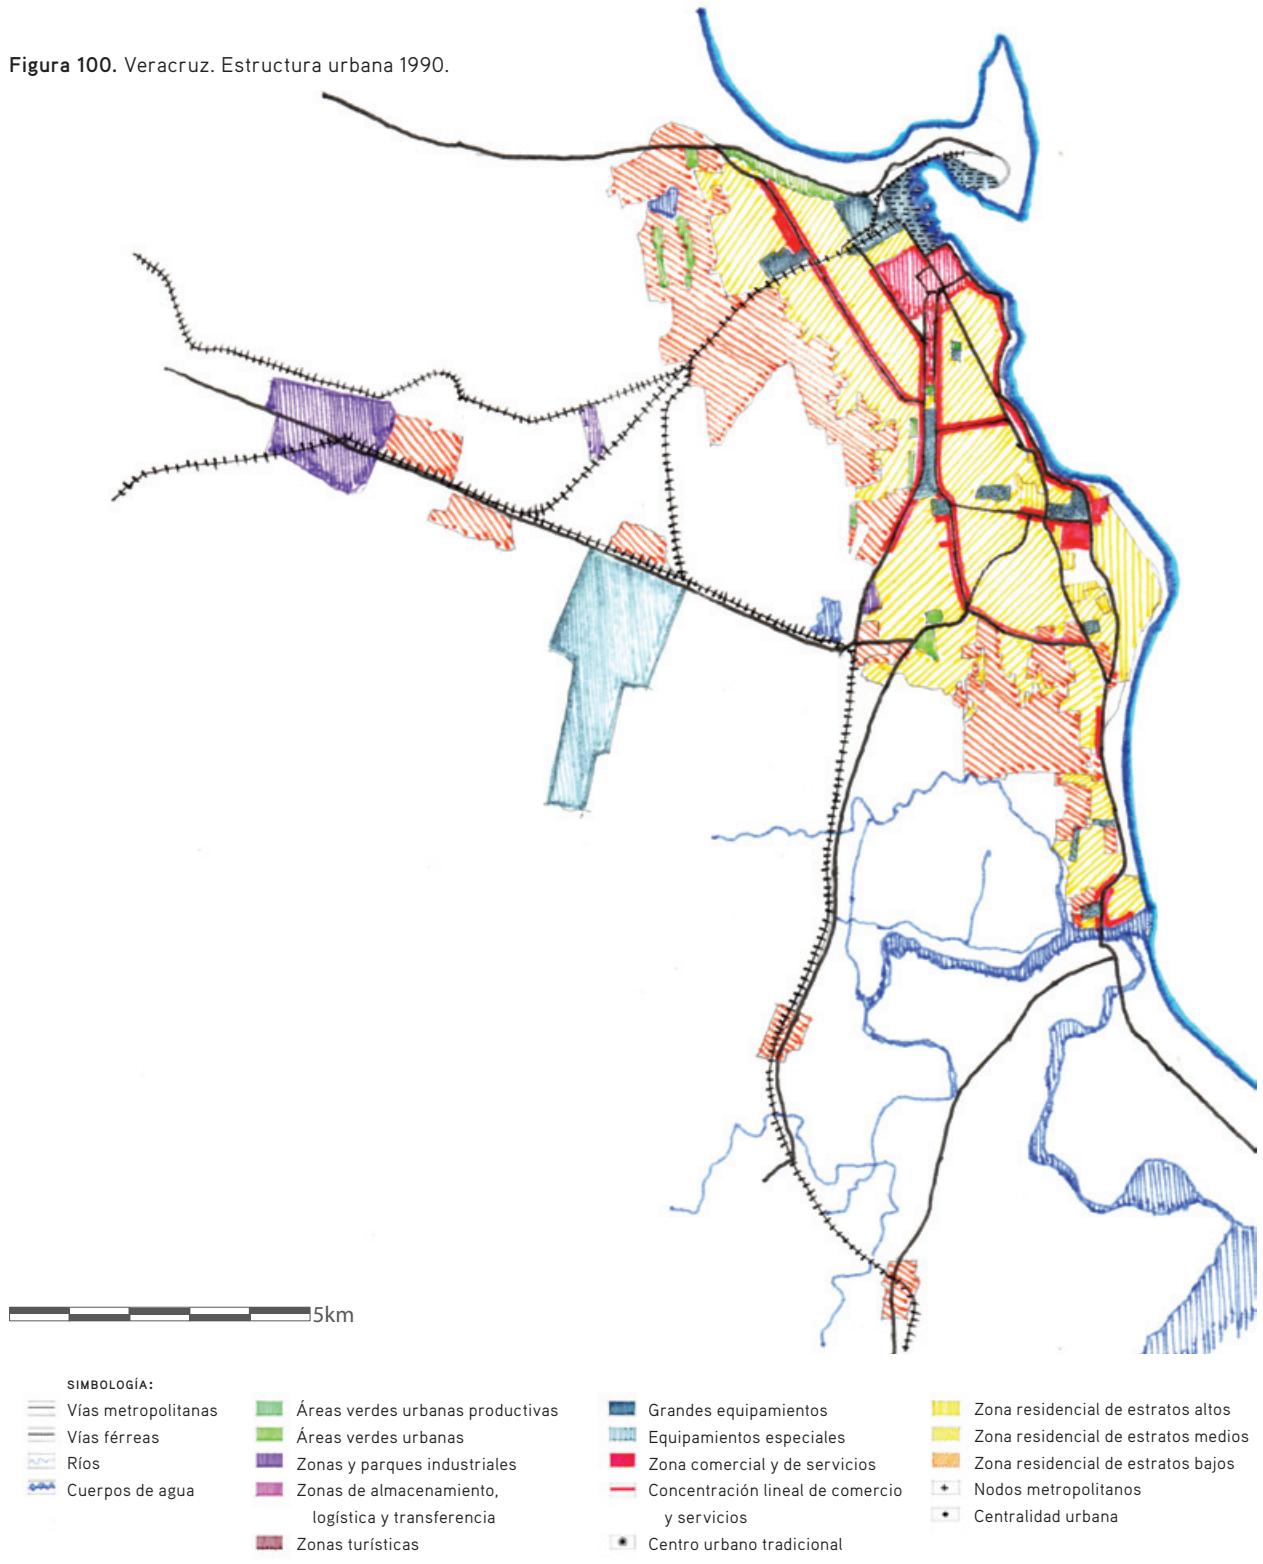 Figura 100. Veracruz. Estructura urbana 1990.
5km
SIMBOLOGÍA:
Vías metropolitanas
Vías férreas
Ríos
Cuerpos de agua
Áreas verdes urbanas productivas
Áreas verdes urbanas
Zonas y parques industriales
Zonas de almacenamiento,
logística y transferencia
Zonas turísticas
Grandes equipamientos
Equipamientos especiales
Zona comercial y de servicios
Concentración lineal de comercio
y servicios
Centro urbano tradicional
Zona residencial de estratos altos
Zona residencial de estratos medios
Zona residencial de estratos bajos
Nodos metropolitanos
Centralidad urbana